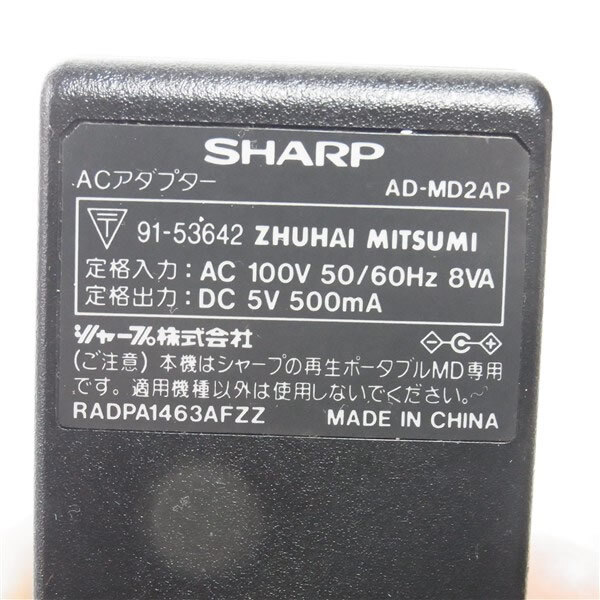 SHARP
ACアダプター AD-MD2AP
〒 91-53642 ZHUHAI MITSUMI
定格入力：AC 100V 50/60Hz 8VA
定格出力：DC 5V 500mA
シャープ株式会社
(ご注意) 本機はシャープの再生ポータブルMD専用
です。適用機種以外は使用しないでください。
RADPA1463AFZZ MADE IN CHINA